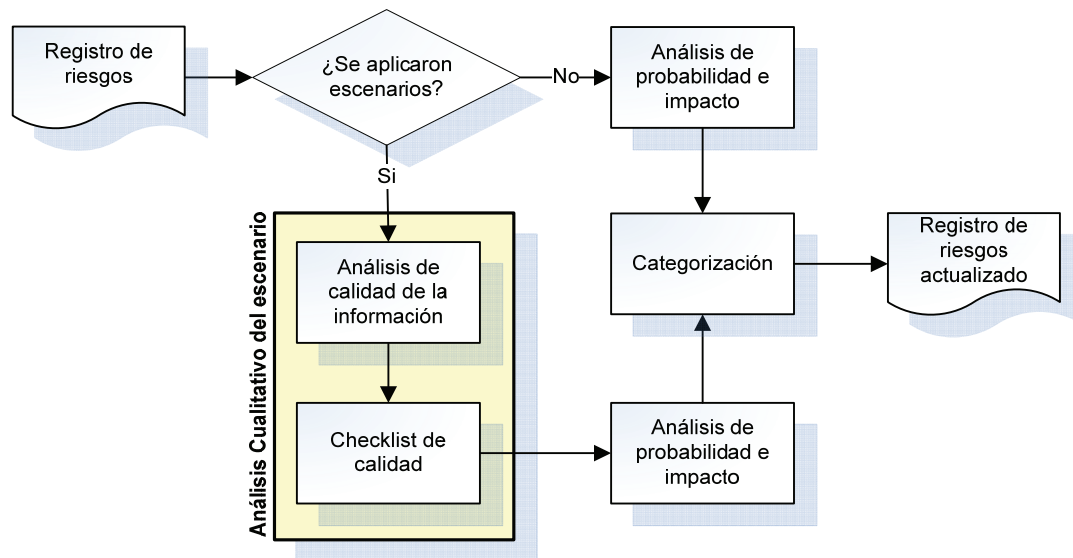 Registro de
riesgos
¿Se aplicaron
escenarios?
No
Análisis de
probabilidad e
impacto
Si
Análisis Cualitativo del escenario
Análisis de
calidad de la
información
Checklist de
calidad
Categorización
Registro de
riesgos
actualizado
Análisis de
probabilidad e
impacto